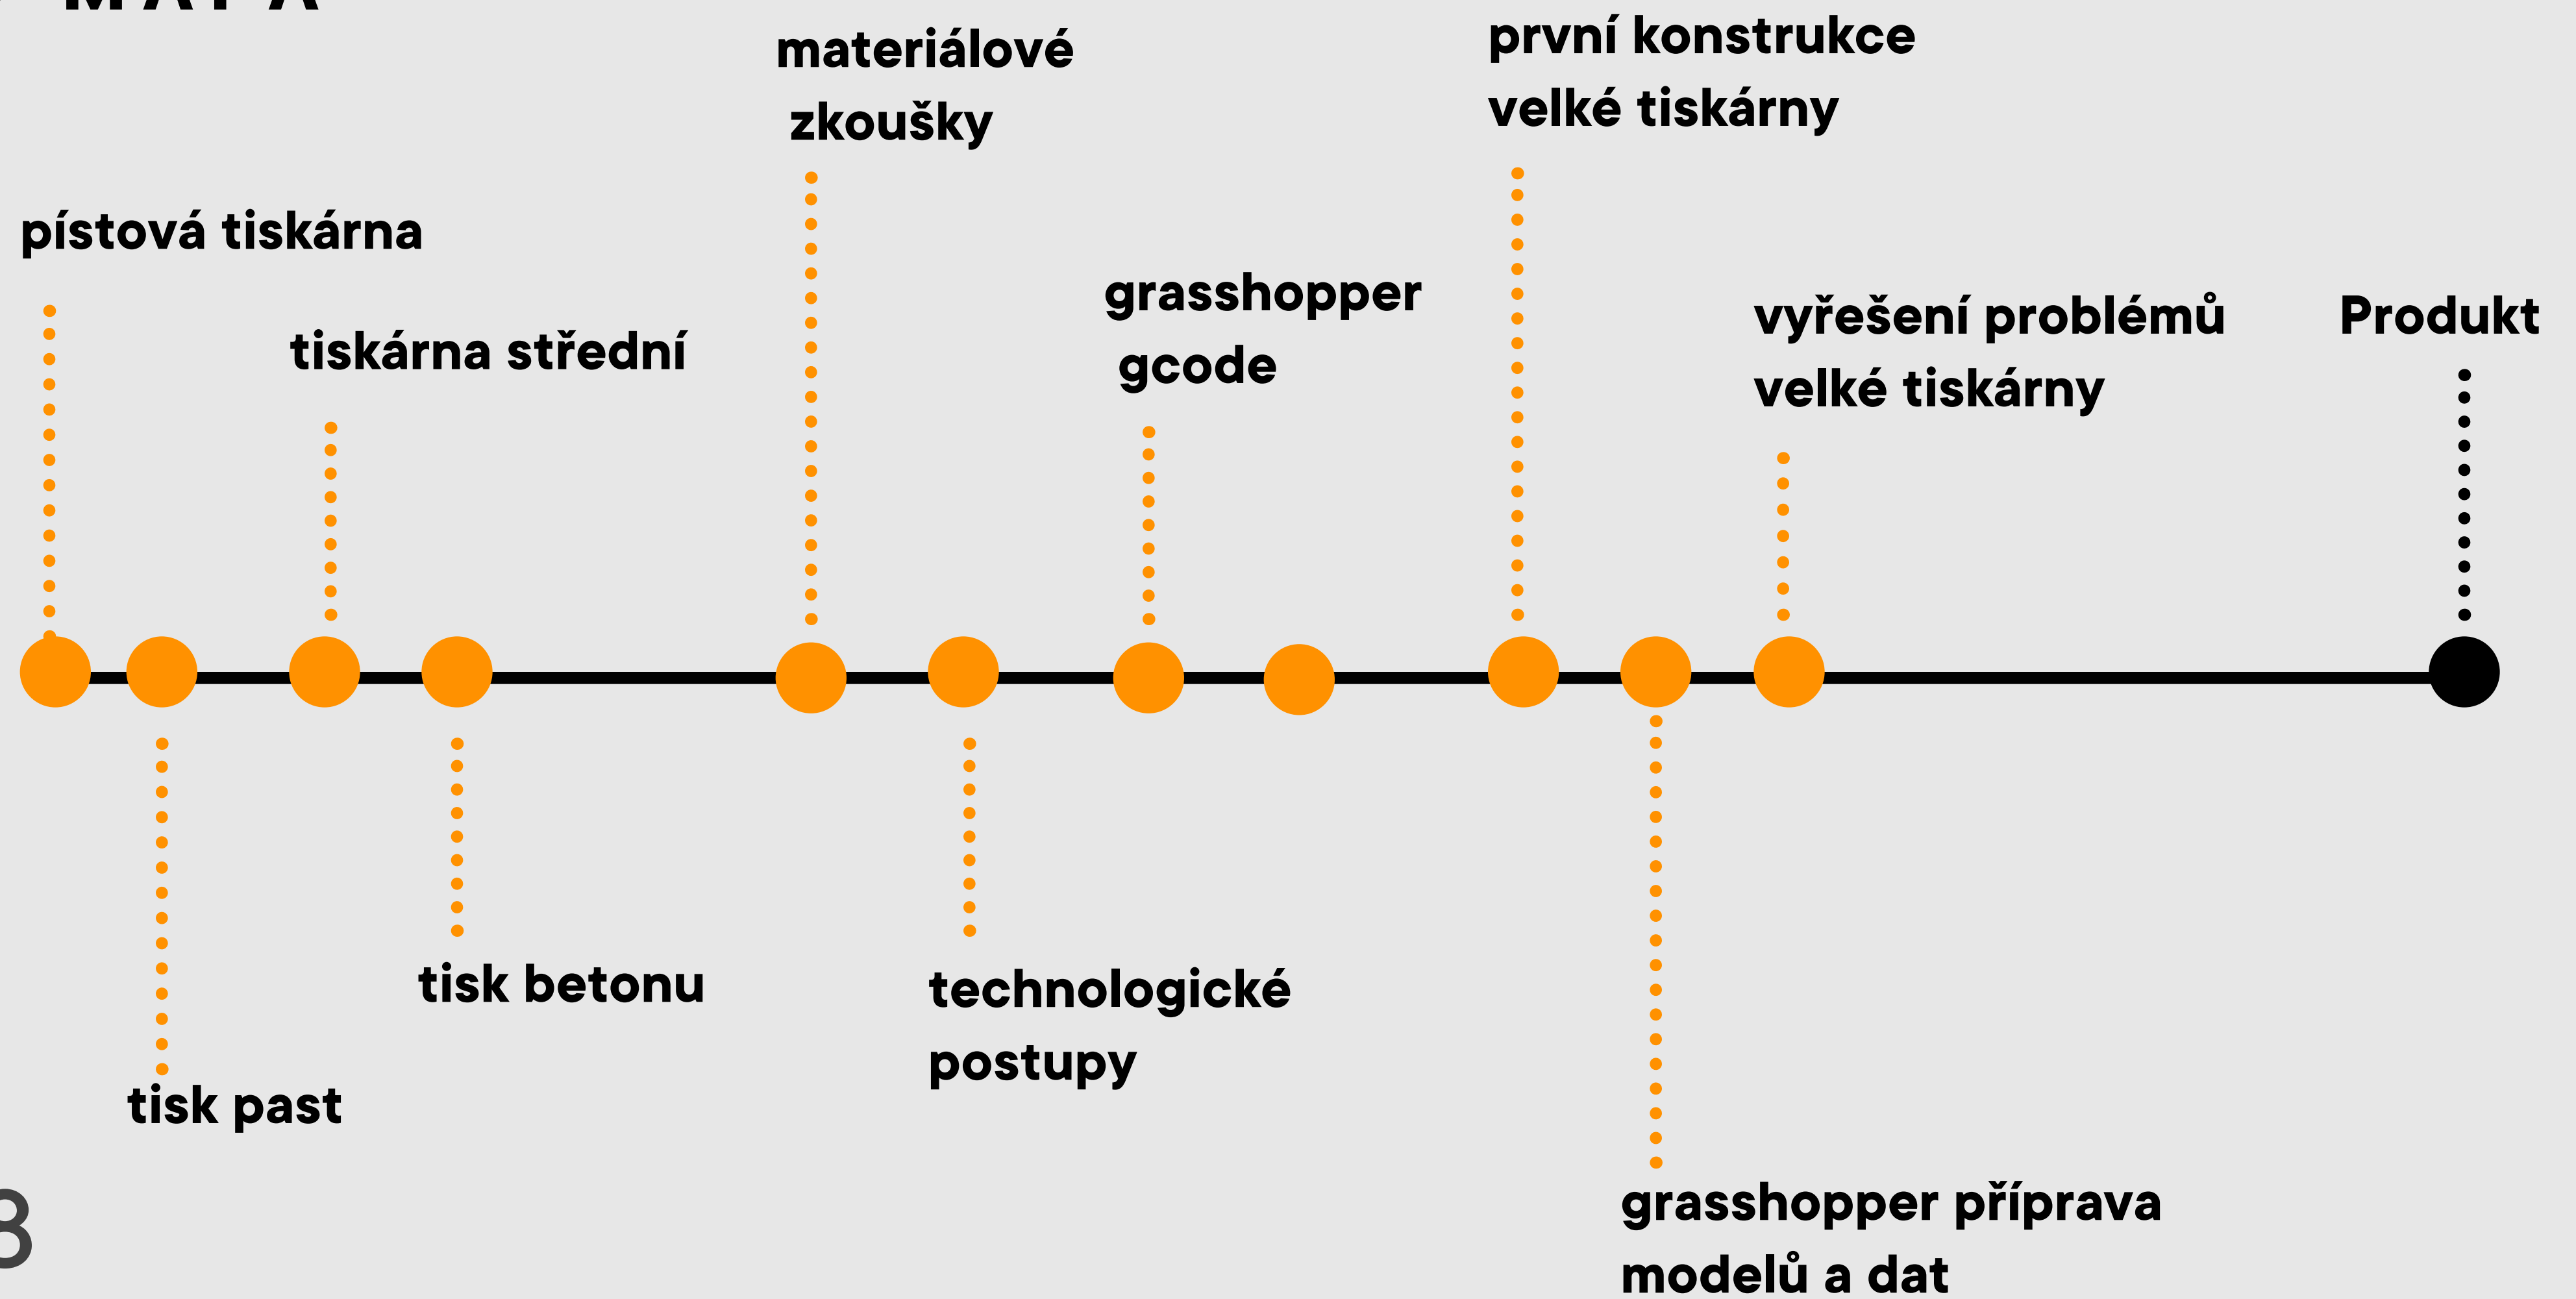 MAPA
materiálové
zkoušky
první konstrukce
velké tiskárny
pístová tiskárna
grasshopper
gcode
tiskárna střední
vyřešení problémů
velké tiskárny
Produkt
tisk betonu
technologické
postupy
tisk past
grasshopper příprava
modelů a dat